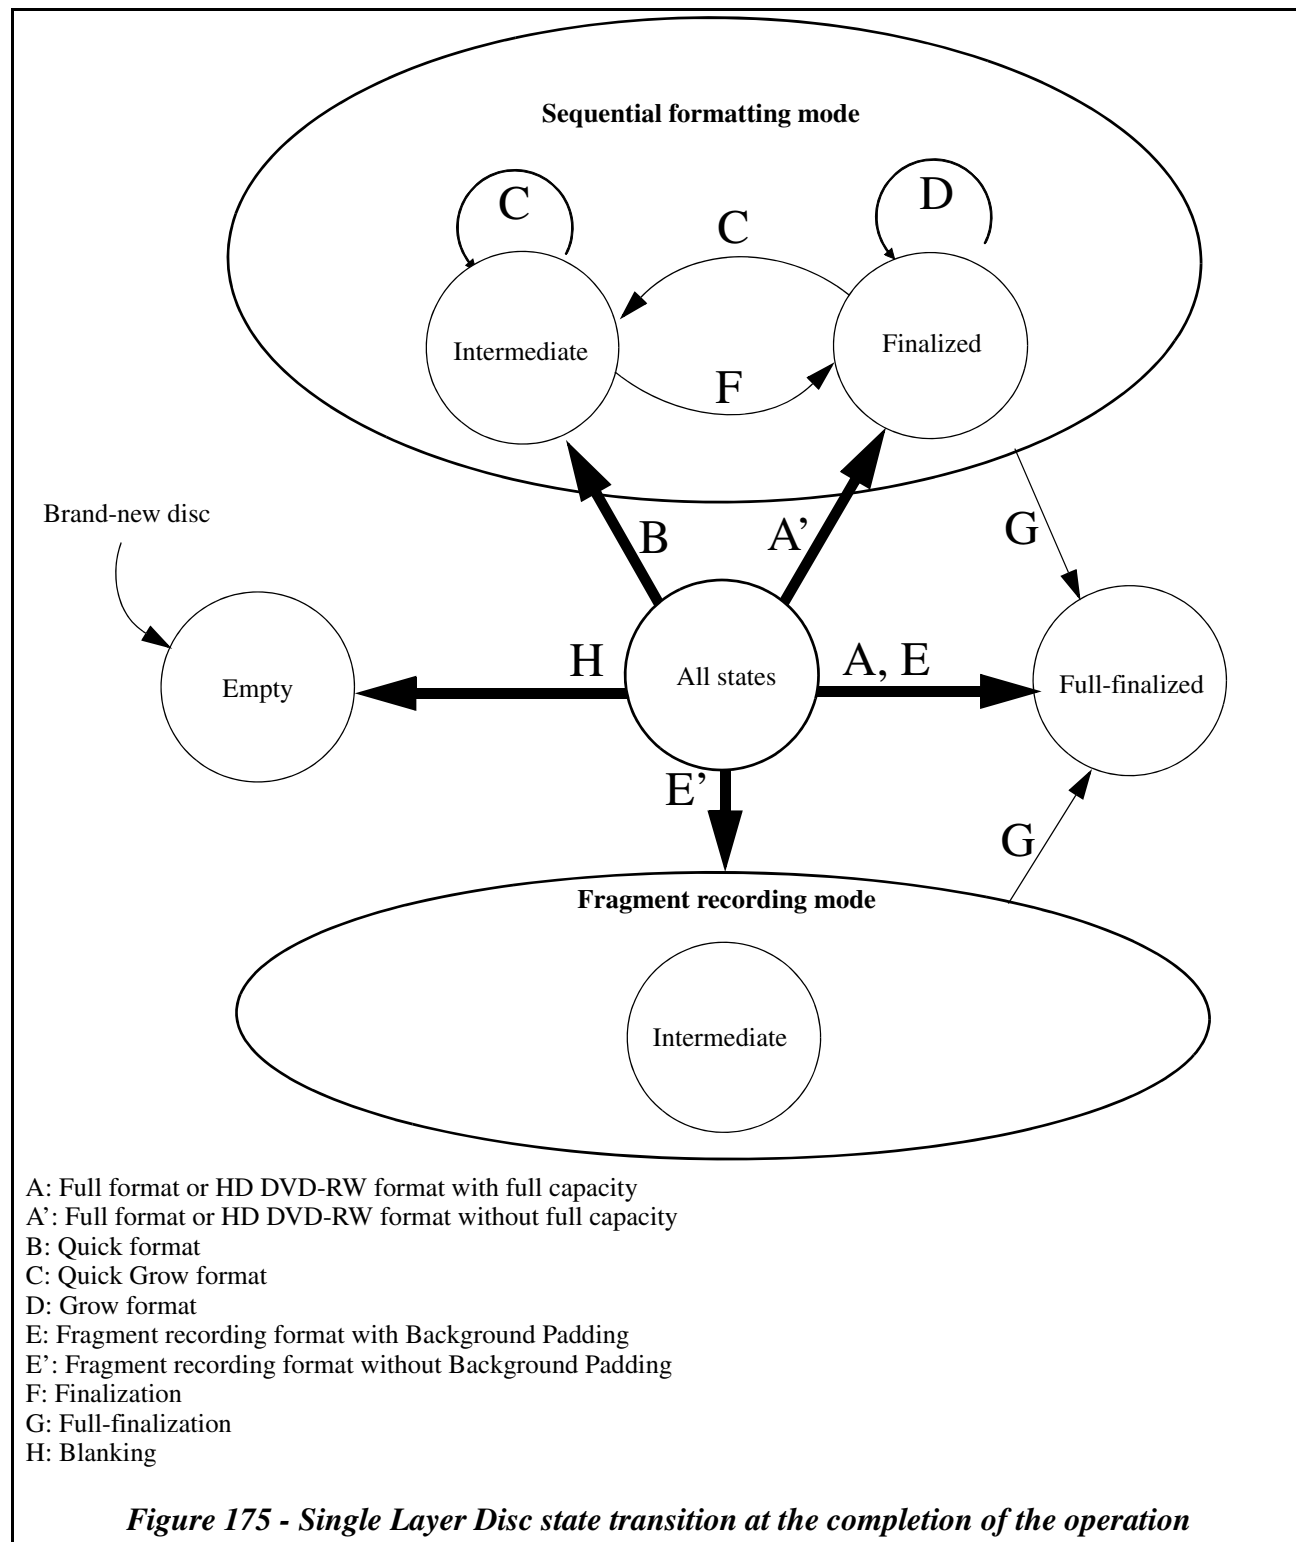 Sequential formatting mode
C
D
C
Intermediate
Finalized
F
Brand-new disc
B
A’
G
H
A, E
Empty
All states
Full-finalized
E’
G
Fragment recording mode
Intermediate
A: Full format or HD DVD-RW format with full capacity
A’: Full format or HD DVD-RW format without full capacity
B: Quick format
C: Quick Grow format
D: Grow format
E: Fragment recording format with Background Padding
E’: Fragment recording format without Background Padding
F: Finalization
G: Full-finalization
H: Blanking
Figure 175 - Single Layer Disc state transition at the completion of the operation